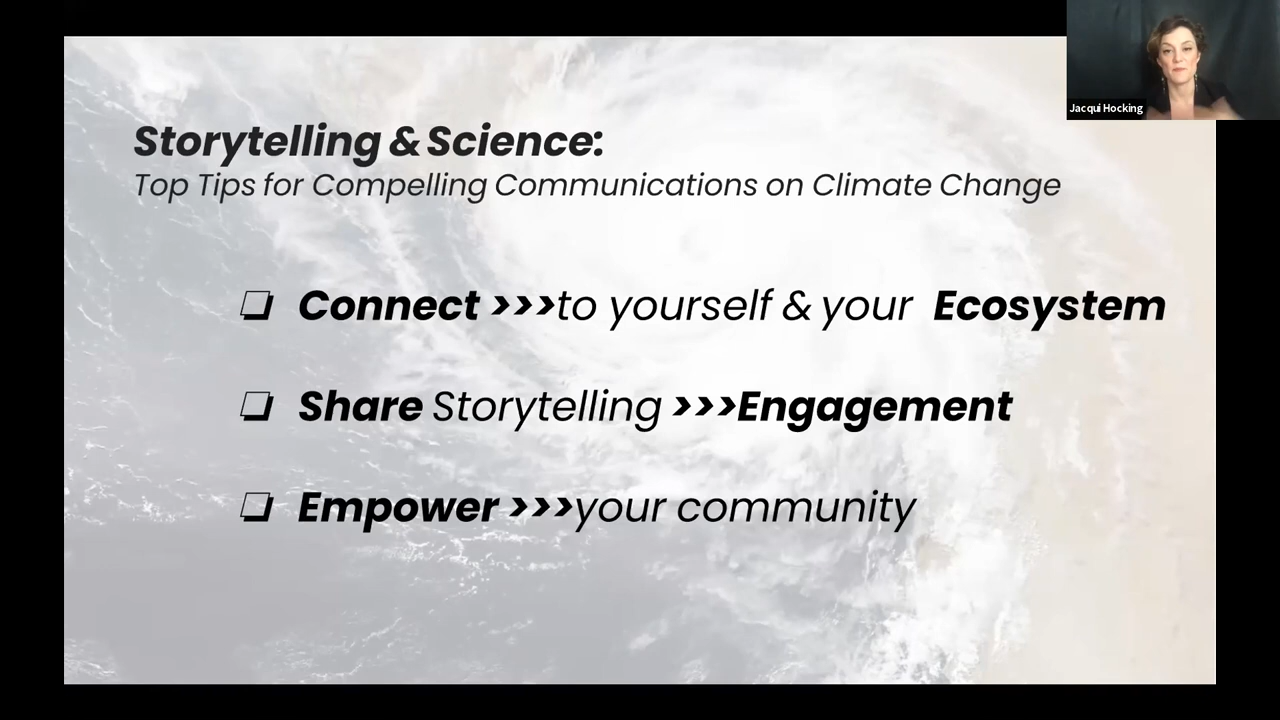 Jacqui Hocking
Storytelling & Science:
Top Tips for Compelling Communications on Climate Change
❏ Connect >>>to yourself & your Ecosystem
❏ Share Storytelling >>>Engagement
❏ Empower >>>your community